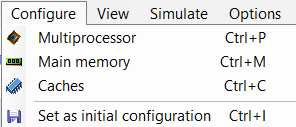 Configure View Simulate Options
Multiprocessor Ctrl+P
Main memory Ctrl+M
Caches Ctrl+C
Set as initial configuration Ctrl+I